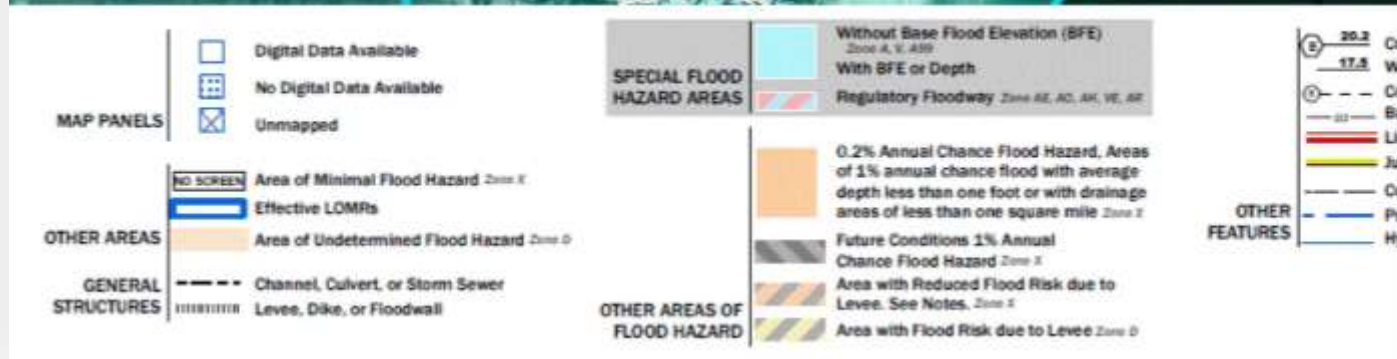 MAP PANELS
Digital Data Available
No Digital Data Available
Unmapped
OTHER AREAS
NO SCREEN Area of Minimal Flood Hazard Zone X
Effective LOMRs
Area of Undetermined Flood Hazard Zone D
GENERAL
STRUCTURES
Channel, Culvert, or Storm Sewer
Levee, Dike, or Floodwall
SPECIAL FLOOD
HAZARD AREAS
Without Base Flood Elevation (BFE)
Zone A, V, A99
With BFE or Depth
Regulatory Floodway Zone AE, AO, AH, VE, AR
0.2% Annual Chance Flood Hazard, Areas
of 1% annual chance flood with average
depth less than one foot or with drainage
areas of less than one square mile Zone X
Future Conditions 1% Annual
Chance Flood Hazard Zone X
Area with Reduced Flood Risk due to
Levee. See Notes. Zone X
OTHER AREAS OF
FLOOD HAZARD
Area with Flood Risk due to Levee Zone D
OTHER
FEATURES
20.2
17.5